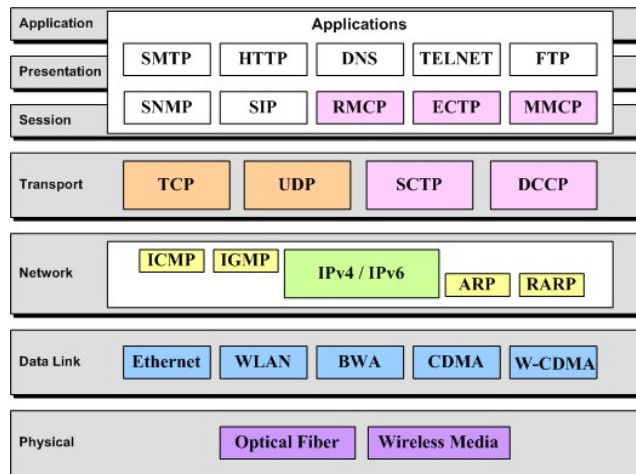 Application
Applications
SMTP HTTP DNS TELNET FTP
Presentation
SNMP SIP RMCP ECTP MMCP
Session
Transport
TCP UDP SCTP DCCP
Network
ICMP IGMP IPv4 / IPv6 ARP RARP
Data Link
Ethernet WLAN BWA CDMA W-CDMA
Physical
Optical Fiber Wireless Media